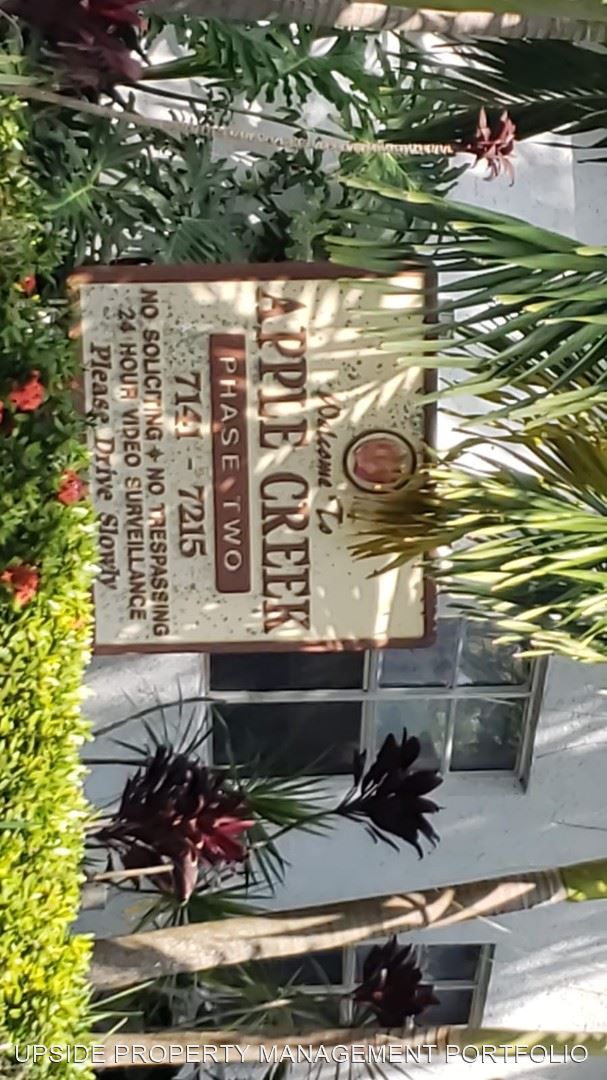 Welcome To
APPLE CREEK
PHASE TWO
7141 - 7215
NO SOLICITING + NO TRESPASSING
24 HOUR VIDEO SURVEILLANCE
Please Drive Slowly
UPSIDE PROPERTY MANAGEMENT PORTFOLIO